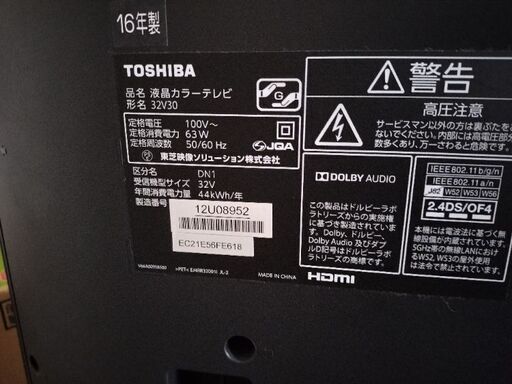 16年製
TOSHIBA
品名 液晶カラーテレビ
形名 32V30
G
定格電圧: 100V~
定格消費電力: 63W
定格周波数: 50/60Hz
JQA
東芝映像ソリューション株式会社
区分名 DN1
受信機型サイズ 32V
年間消費電力量 44kWh/年
製造番号
12U08952
EC21E56FE618
MADE IN CHINA
警告
高圧注意
サービスマン以外の方は裏ぶたを
内部には高電圧部分が
数多くあり、万一さわると危険です。
DOLBY AUDIO
この製品はドルビーラボ
ラトリーズからの実施権
に基づき製造されています。
Dolby、ドルビー、
Dolby Audio 及びダブ
ルD記号はドルビーラボ
ラトリーズの商標です。
HDMI
IEEE802.11b/g/n
IEEE802.11a/n
J52 W52 W53 W56
2.4DS/OF4
本機には電波法に基づく無
線設備が内蔵されています。
5GHz帯の無線LANにおけ
るW52、W53の屋外使用
は法令で禁止されています。